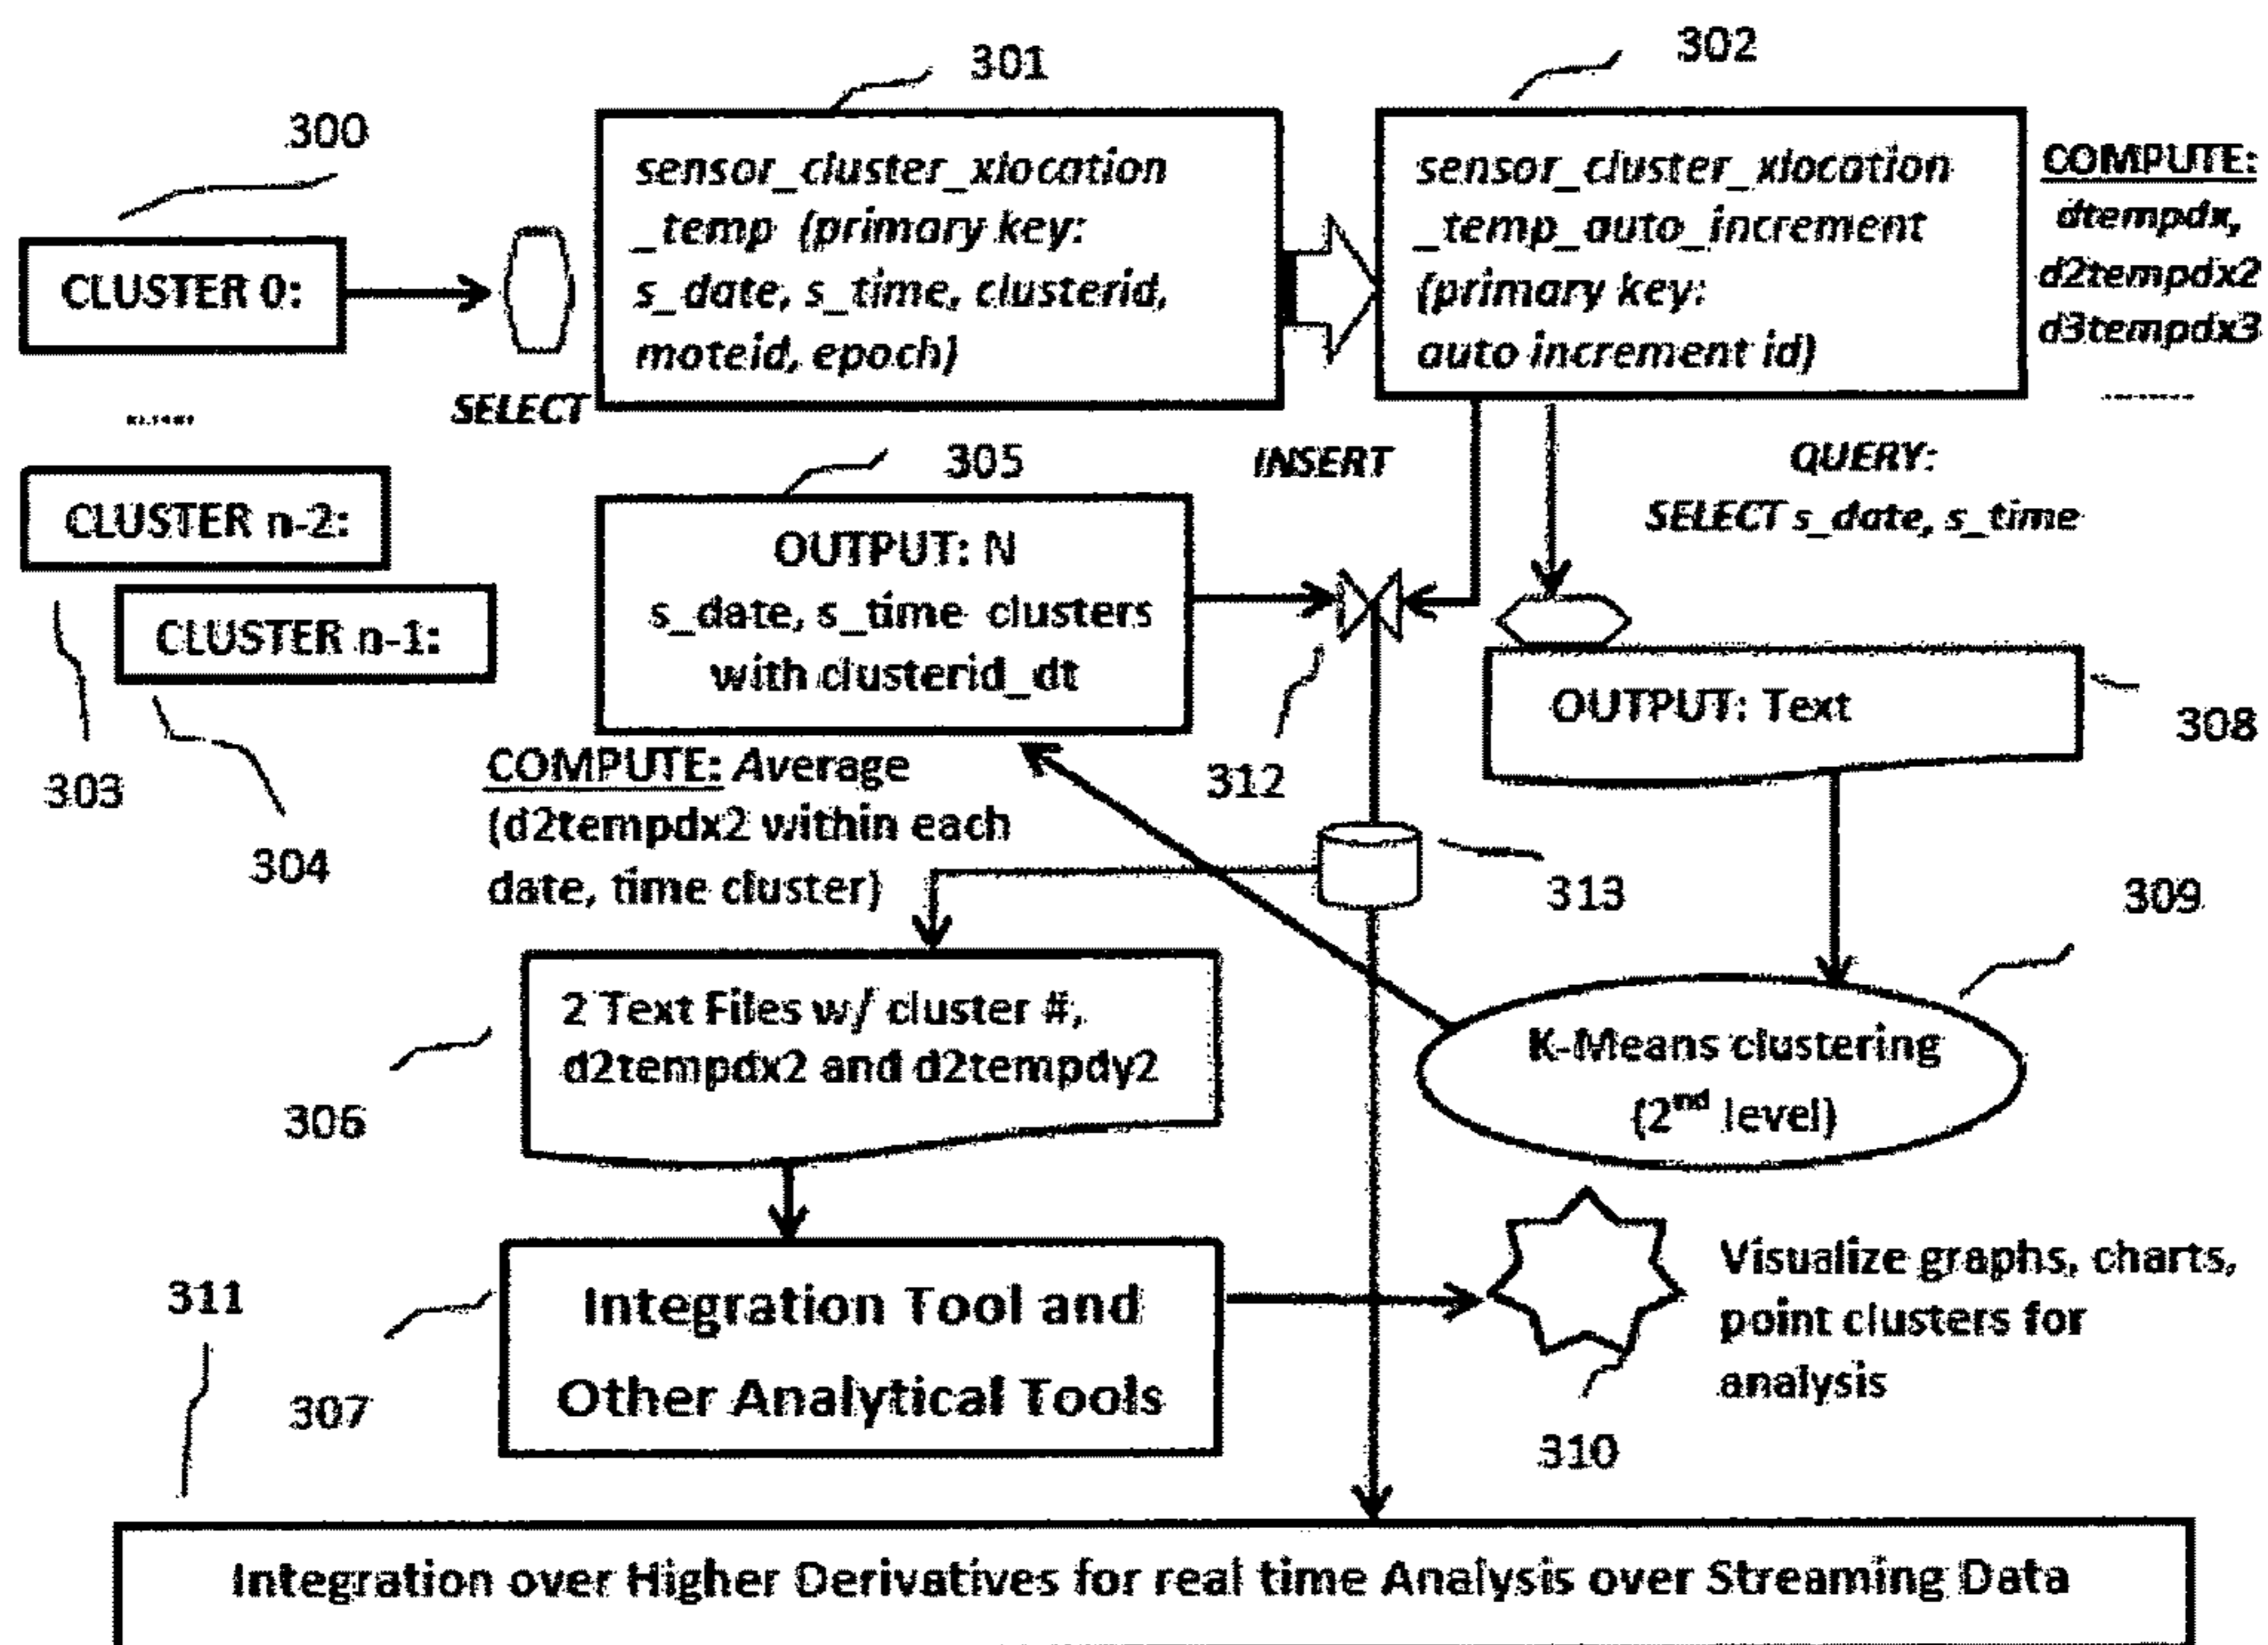 301
302
300
sensor_cluster_xlocation
_temp (primary key:
s_date, s_time, clusterid,
moteid, epoch)
sensor_cluster_xlocation
_temp_auto_increment
(primary key:
auto increment id)
COMPUTE:
dtempdx,
d2tempdx2
d3tempdx3
CLUSTER 0:
SELECT
INSERT
QUERY:
SELECT s_date, s_time
305
CLUSTER n-2:
CLUSTER n-1:
OUTPUT: N
s_date, s_time clusters
with clusterid_dt
OUTPUT: Text
308
303
304
312
COMPUTE: Average
(d2tempdx2 within each
date, time cluster)
313
309
2 Text Files w/ cluster #,
d2tempdx2 and d2tempdy2
306
K-Means clustering
(2nd level)
311
307
Integration Tool and
Other Analytical Tools
Visualize graphs, charts,
point clusters for
analysis
310
Integration over Higher Derivatives for real time Analysis over Streaming Data